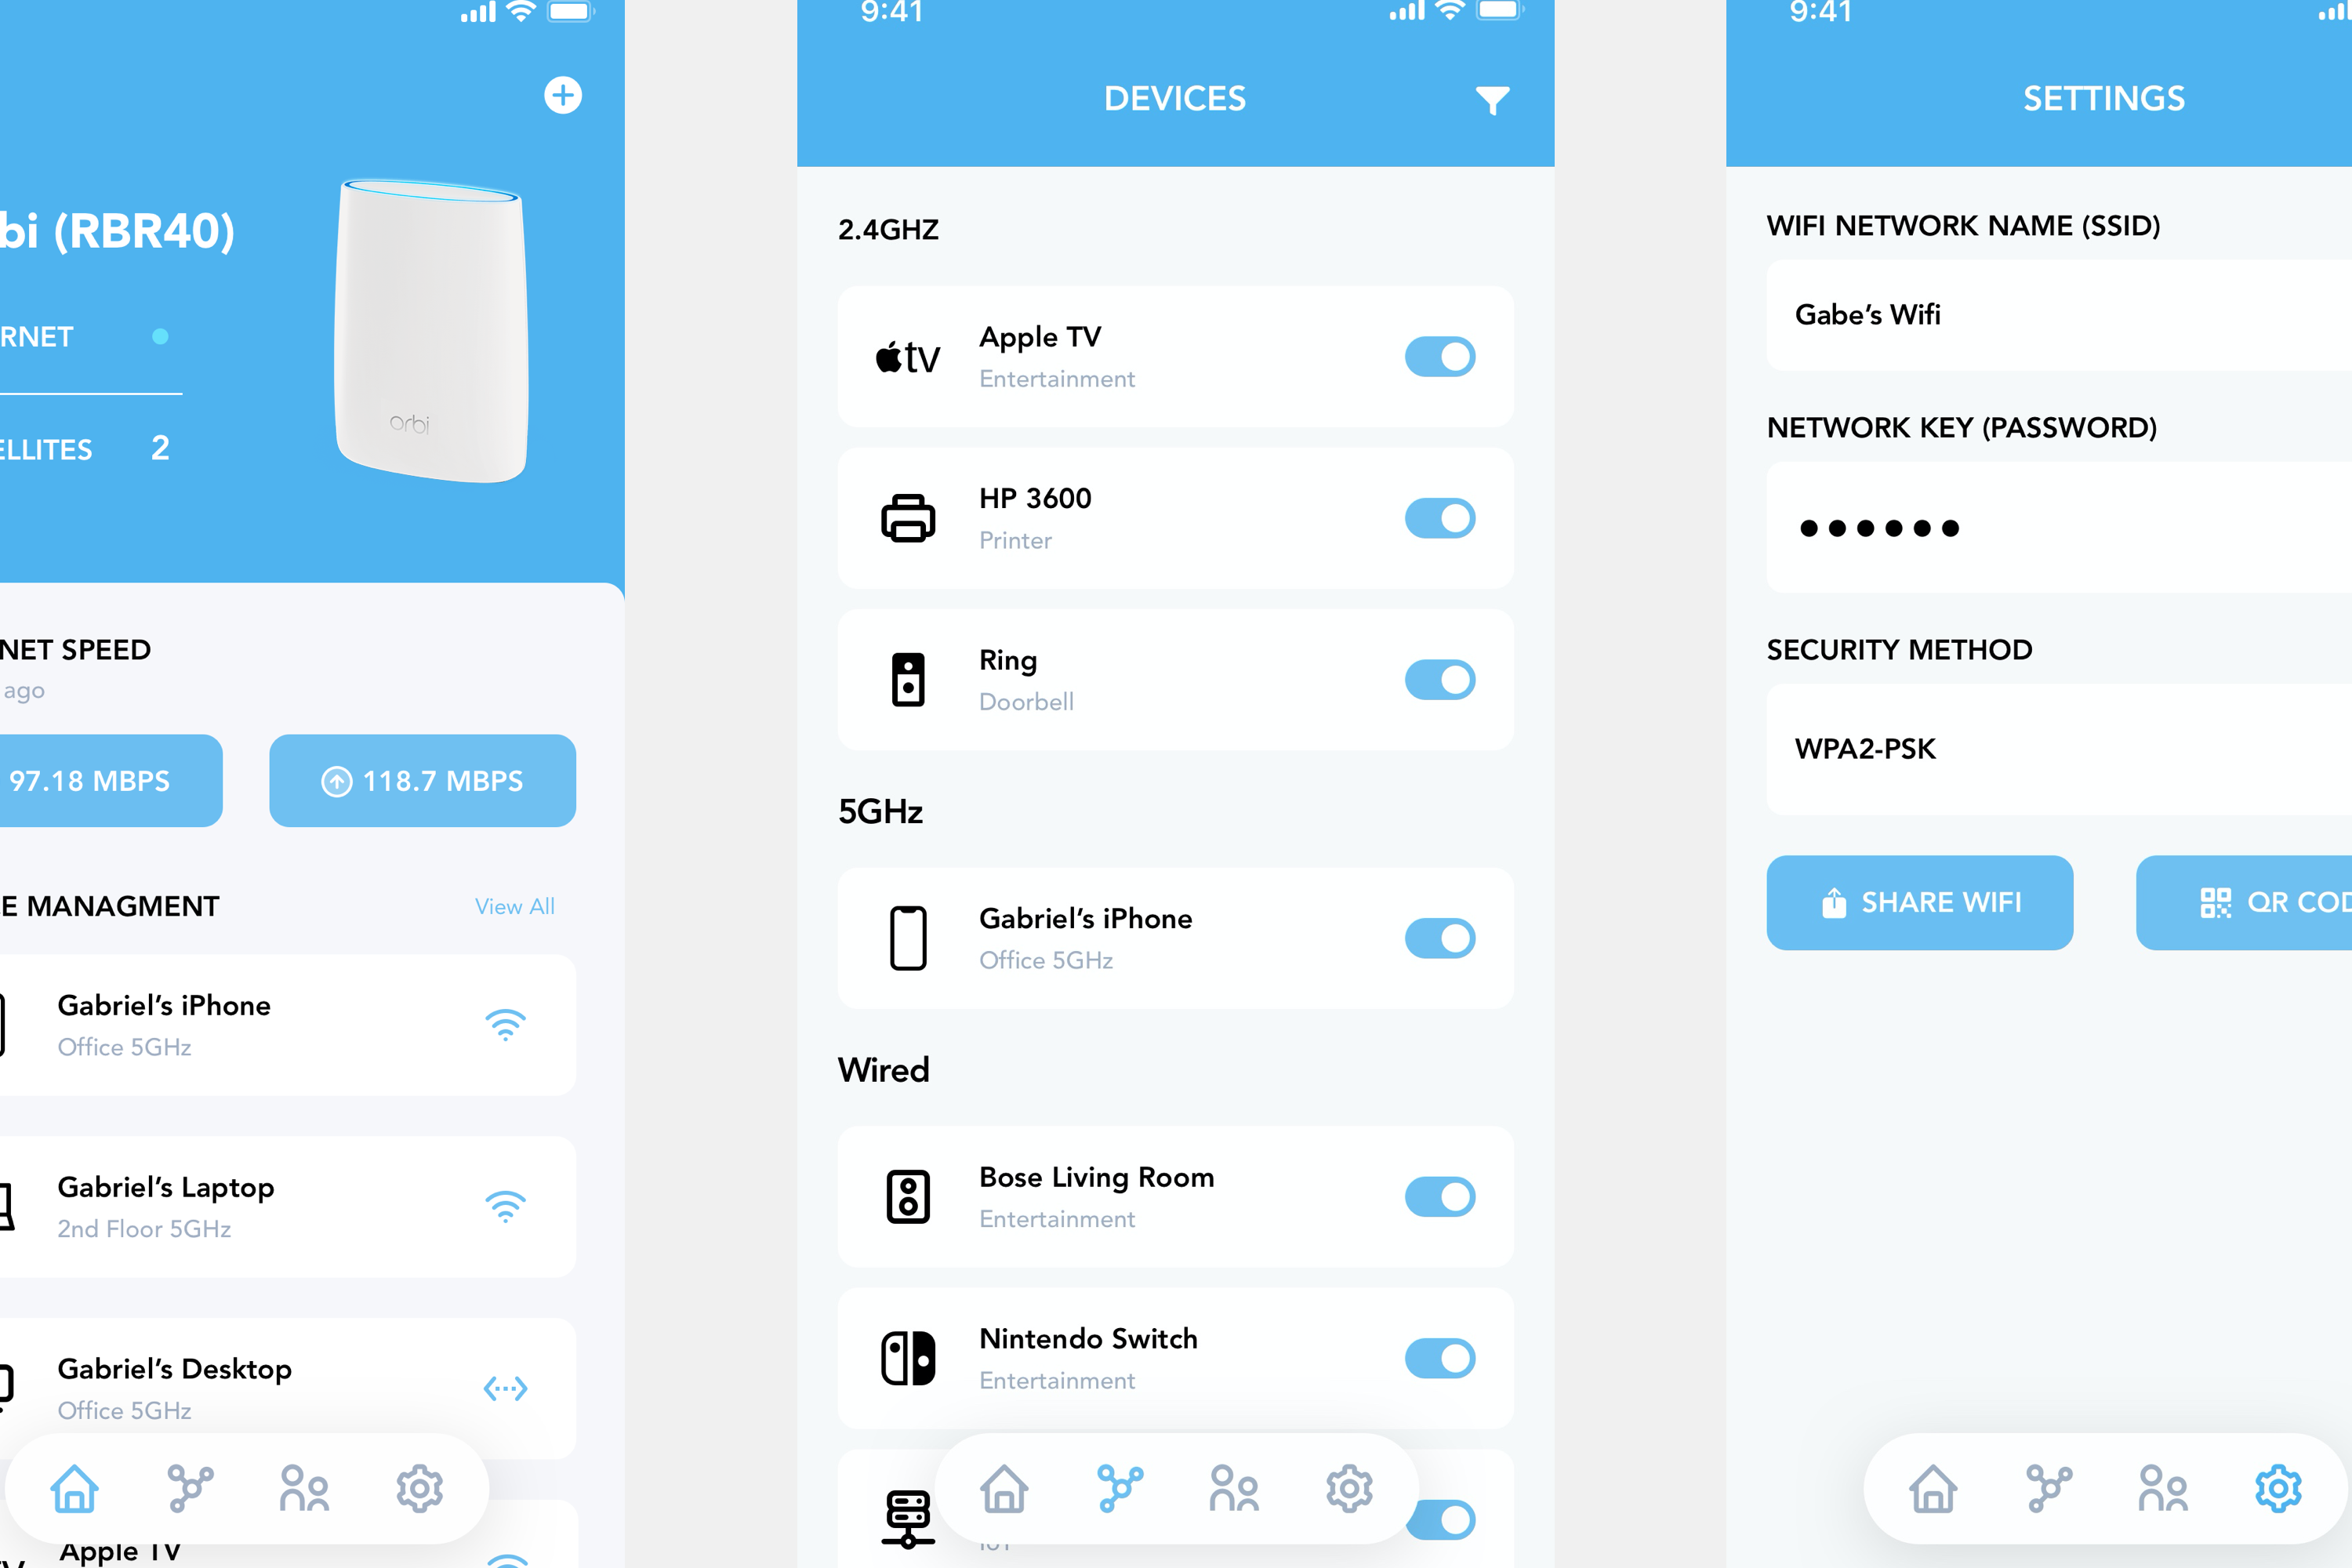 bi (RBR40)
RNET
ELLITES 2
orbi
NET SPEED
ago
97.18 MBPS
118.7 MBPS
E MANAGMENT
View All
Gabriel’s iPhone
Office 5GHz
Gabriel’s Laptop
2nd Floor 5GHz
Gabriel’s Desktop
Office 5GHz
Apple TV
9:41
DEVICES
2.4GHZ
tv
Apple TV
Entertainment
HP 3600
Printer
Ring
Doorbell
5GHz
Gabriel’s iPhone
Office 5GHz
Wired
Bose Living Room
Entertainment
Nintendo Switch
Entertainment
9:41
SETTINGS
WIFI NETWORK NAME (SSID)
Gabe’s Wifi
NETWORK KEY (PASSWORD)
SECURITY METHOD
WPA2-PSK
SHARE WIFI
QR COD